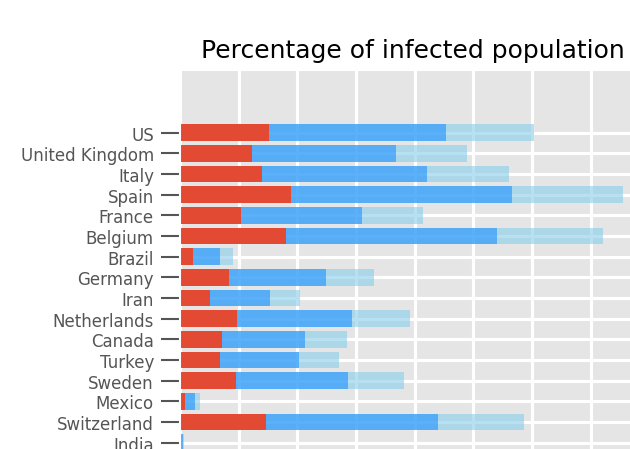 Percentage of infected population
US
United Kingdom
Italy
Spain
France
Belgium
Brazil
Germany
Iran
Netherlands
Canada
Turkey
Sweden
Mexico
Switzerland
India